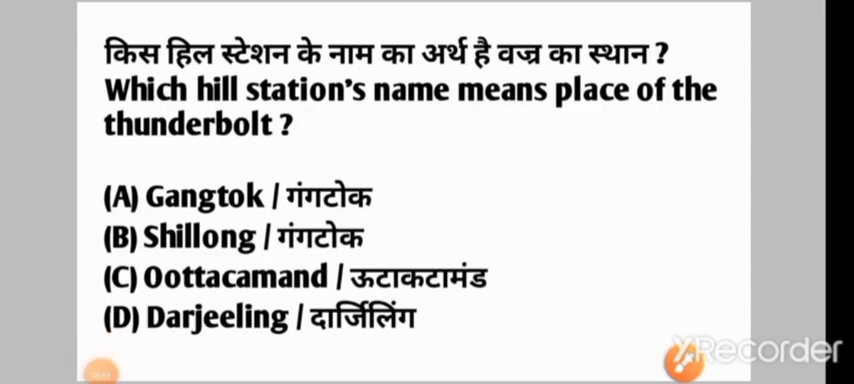 किस हिल स्टेशन के नाम का अर्थ है वज्र का स्थान ?
Which hill station's name means place of the
thunderbolt ?
(A) Gangtok / गंगटोक
(B) Shillong / गंगटोक
(C) Oottacamand / ऊटाकटामंड
(D) Darjeeling / दार्जिलिंग
XRecorder